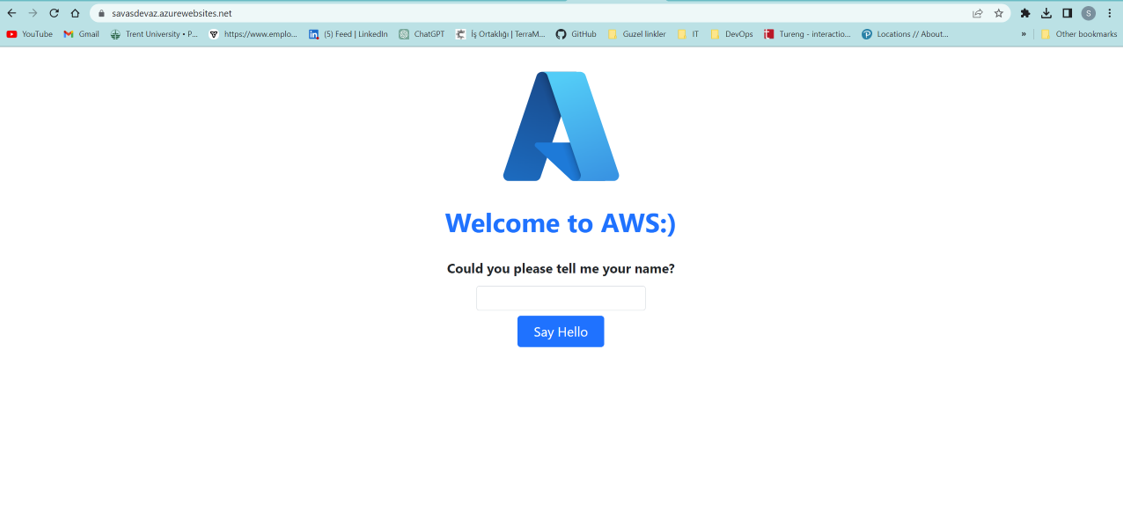 savasdevaz.azurewebsites.net
YouTube Gmail Trent University • P... https://www.emplo... (5) Feed | LinkedIn ChatGPT İş Ortaklığı | TerraM... GitHub Guzel linkler IT DevOps Tureng - interactio... Locations // About... » Other bookmarks
Welcome to AWS:)
Could you please tell me your name?
Say Hello